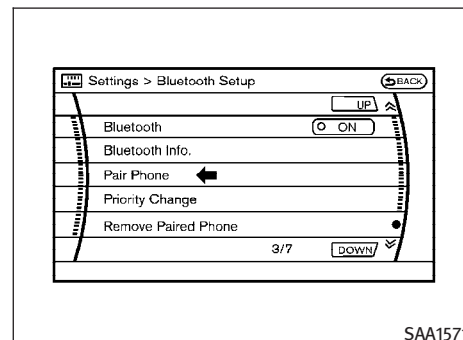 Settings > Bluetooth Setup BACK
UP
Bluetooth ON
Bluetooth Info.
Pair Phone
Priority Change
Remove Paired Phone
3/7 DOWN